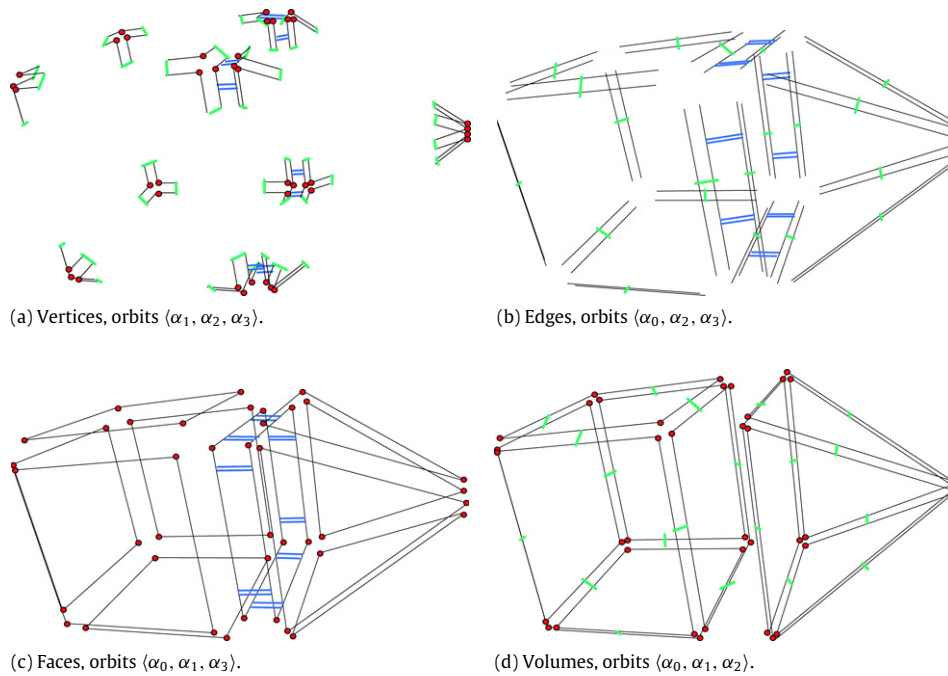 (a) Vertices, orbits ⟨α₁, α₂, α₃⟩.
(b) Edges, orbits ⟨α₀, α₂, α₃⟩.
(c) Faces, orbits ⟨α₀, α₁, α₃⟩.
(d) Volumes, orbits ⟨α₀, α₁, α₂⟩.